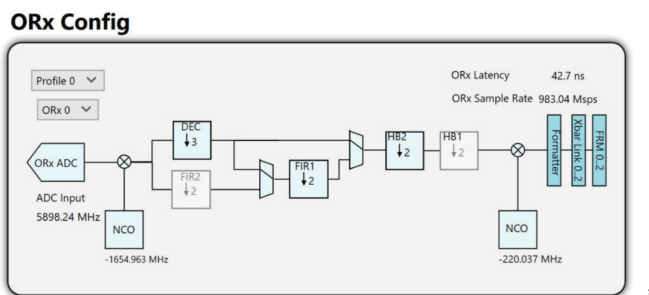 ORx Config
Profile 0
ORx 0
ORx Latency 42.7 ns
ORx Sample Rate 983.04 Msps
DEC
↓3
FIR2
↓2
FIR1
↓2
HB2
↓2
HB1
↓2
ORx ADC
ADC Input
5898.24 MHz
NCO
-1654.963 MHz
NCO
-220.037 MHz
Formatter
Xbar Link 0..2
FRM 0..2